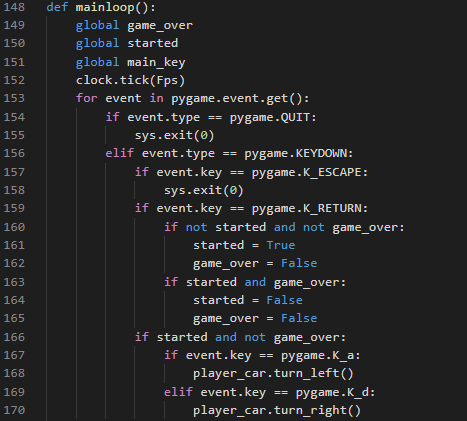 148 def mainloop():
149     global game_over
150     global started
151     global main_key
152     clock.tick(Fps)
153     for event in pygame.event.get():
154         if event.type == pygame.QUIT:
155             sys.exit(0)
156         elif event.type == pygame.KEYDOWN:
157             if event.key == pygame.K_ESCAPE:
158                 sys.exit(0)
159             if event.key == pygame.K_RETURN:
160                 if not started and not game_over:
161                     started = True
162                     game_over = False
163                 if started and game_over:
164                     started = False
165                     game_over = False
166             if started and not game_over:
167                 if event.key == pygame.K_a:
168                     player_car.turn_left()
169                 elif event.key == pygame.K_d:
170                     player_car.turn_right()